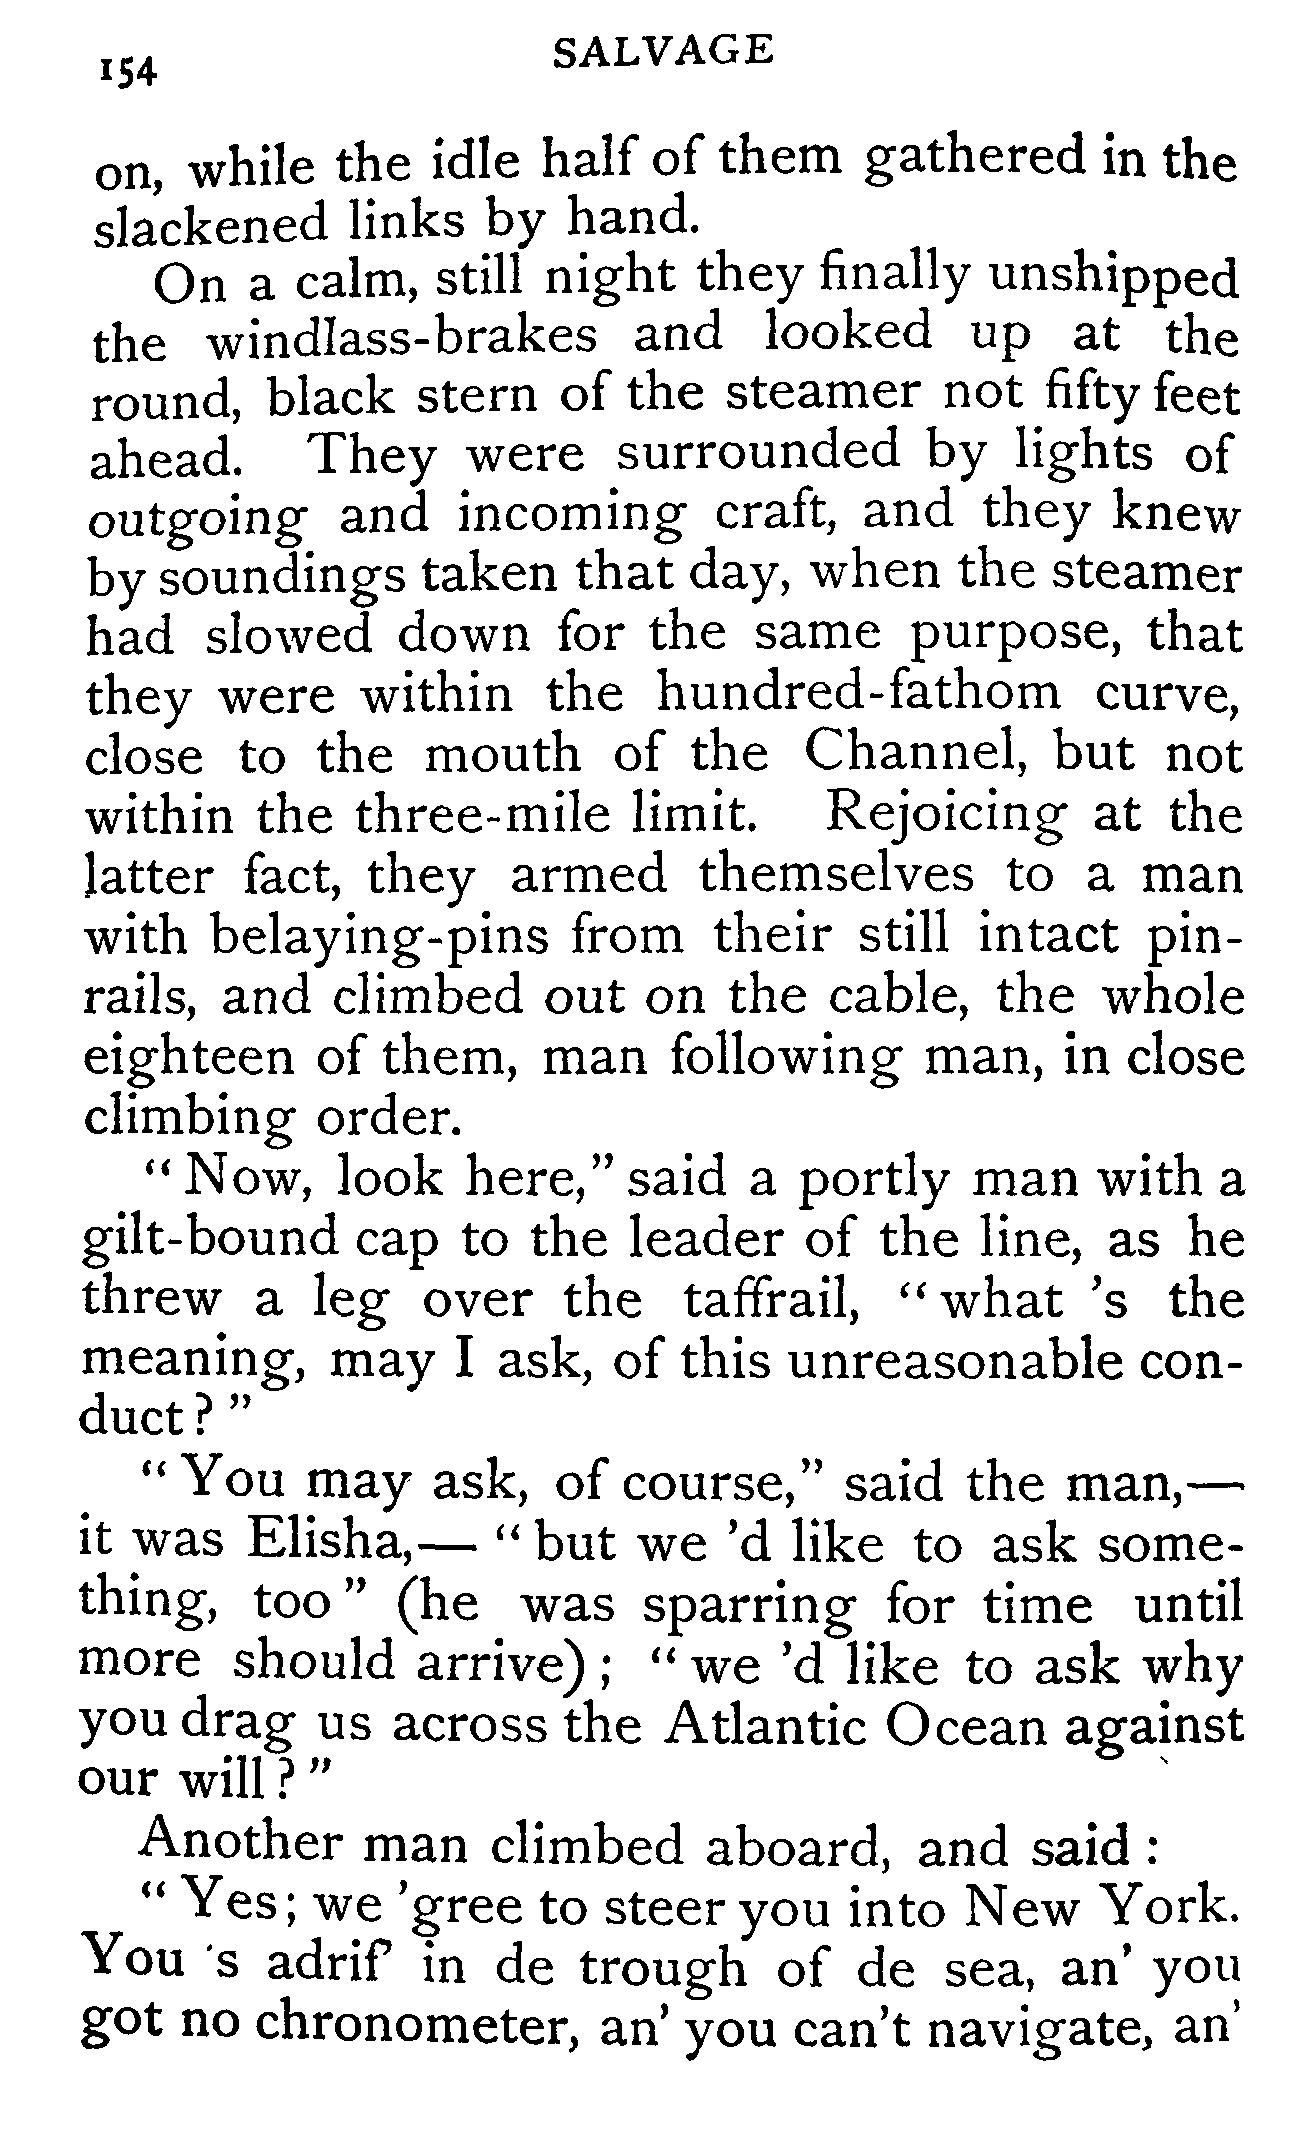 154 SALVAGE
on, while the idle half of them gathered in the
slackened links by hand.
On a calm, still night they finally unshipped
the windlass-brakes and looked up at the
round, black stern of the steamer not fifty feet
ahead. They were surrounded by lights of
outgoing and incoming craft, and they knew
by soundings taken that day, when the steamer
had slowed down for the same purpose, that
they were within the hundred-fathom curve,
close to the mouth of the Channel, but not
within the three-mile limit. Rejoicing at the
latter fact, they armed themselves to a man
with belaying-pins from their still intact pin-
rails, and climbed out on the cable, the whole
eighteen of them, man following man, in close
climbing order.
“Now, look here,” said a portly man with a
gilt-bound cap to the leader of the line, as he
threw a leg over the taffrail, “what 's the
meaning, may I ask, of this unreasonable con-
duct?”
“You may ask, of course,” said the man,—
it was Elisha,— “but we 'd like to ask some-
thing, too” (he was sparring for time until
more should arrive); “we 'd like to ask why
you drag us across the Atlantic Ocean against
our will?”
Another man climbed aboard, and said:
“Yes; we 'gree to steer you into New York.
You 's adrif' in de trough of de sea, an' you
got no chronometer, an' you can't navigate, an'